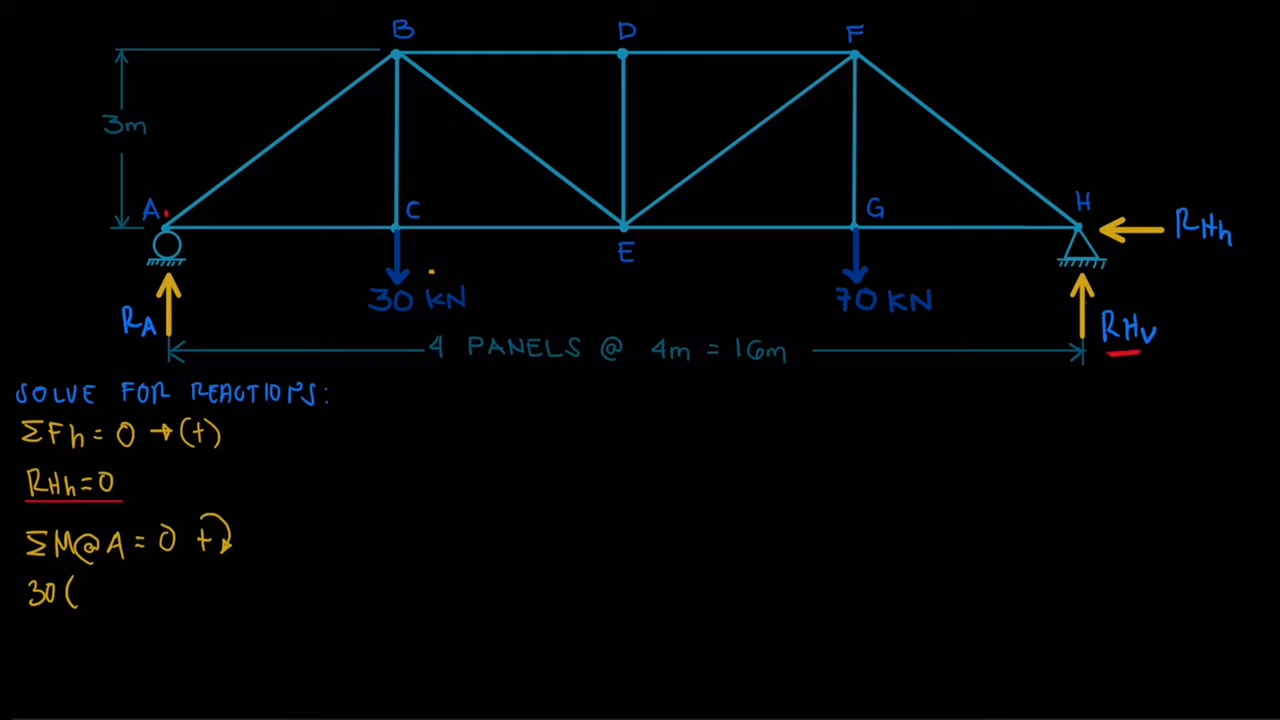 B D F
3m
A C G H RHh
E
30 KN 70 KN
RA RHv
4 PANELS @ 4m = 16m
SOLVE FOR REACTIONS:
ΣFh = 0 → (+)
RHh = 0
ΣM@A = 0 +↷
30 (